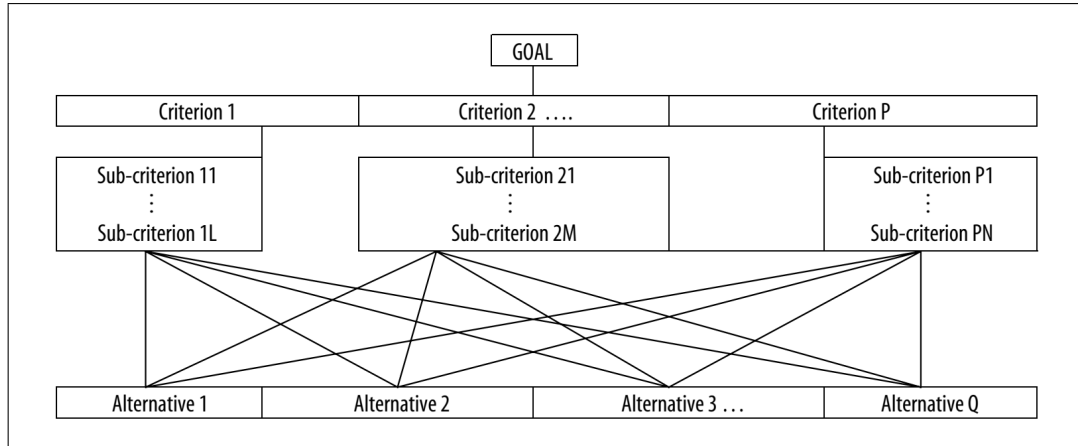 GOAL
Criterion 1 Criterion 2 …. Criterion P
Sub-criterion 11 Sub-criterion 21 Sub-criterion P1
⋮ ⋮ ⋮
Sub-criterion 1L Sub-criterion 2M Sub-criterion PN
Alternative 1 Alternative 2 Alternative 3 … Alternative Q